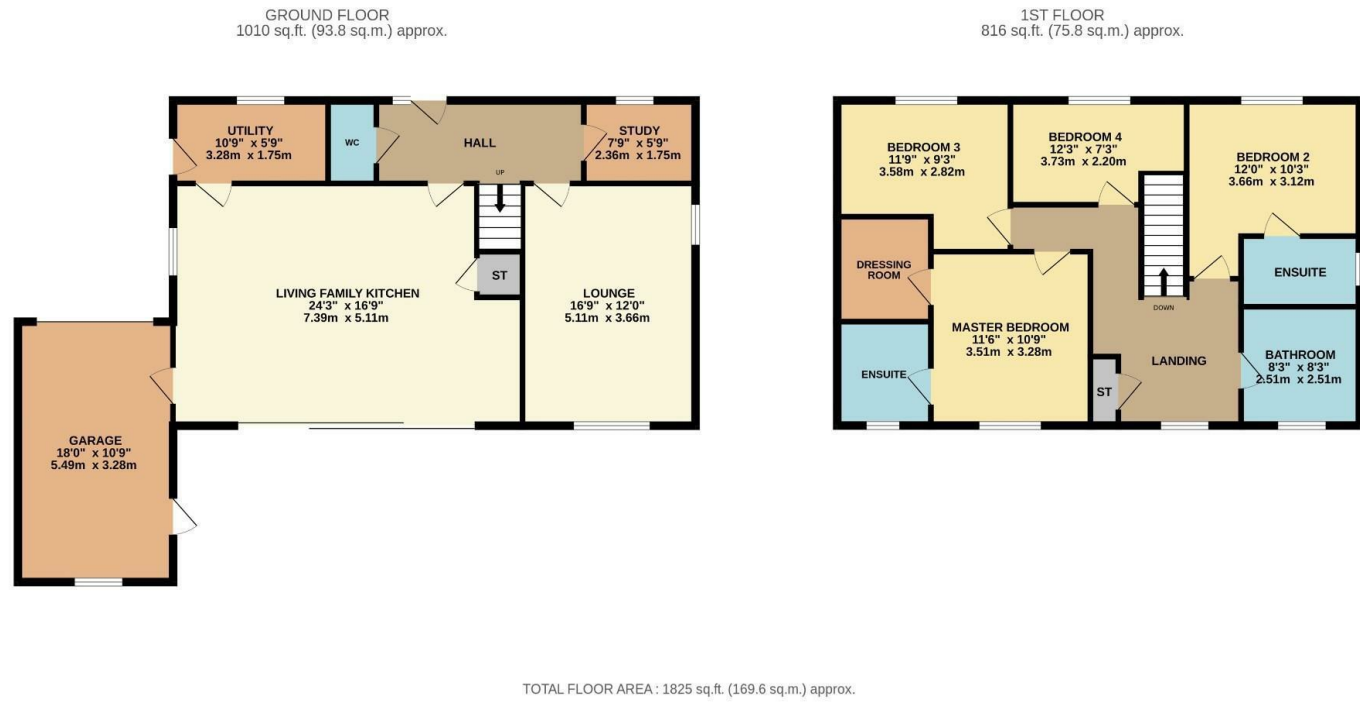 GROUND FLOOR
1010 sq.ft. (93.8 sq.m.) approx.
UTILITY
10'9" x 5'9"
3.28m x 1.75m
WC
HALL
UP
STUDY
7'9" x 5'9"
2.36m x 1.75m
LIVING FAMILY KITCHEN
24'3" x 16'9"
7.39m x 5.11m
ST
LOUNGE
16'9" x 12'0"
5.11m x 3.66m
GARAGE
18'0" x 10'9"
5.49m x 3.28m
1ST FLOOR
816 sq.ft. (75.8 sq.m.) approx.
BEDROOM 3
11'9" x 9'3"
3.58m x 2.82m
BEDROOM 4
12'3" x 7'3"
3.73m x 2.20m
BEDROOM 2
12'0" x 10'3"
3.66m x 3.12m
DRESSING
ROOM
ENSUITE
DOWN
MASTER BEDROOM
11'6" x 10'9"
3.51m x 3.28m
LANDING
BATHROOM
8'3" x 8'3"
2.51m x 2.51m
ENSUITE
ST
TOTAL FLOOR AREA : 1825 sq.ft. (169.6 sq.m.) approx.